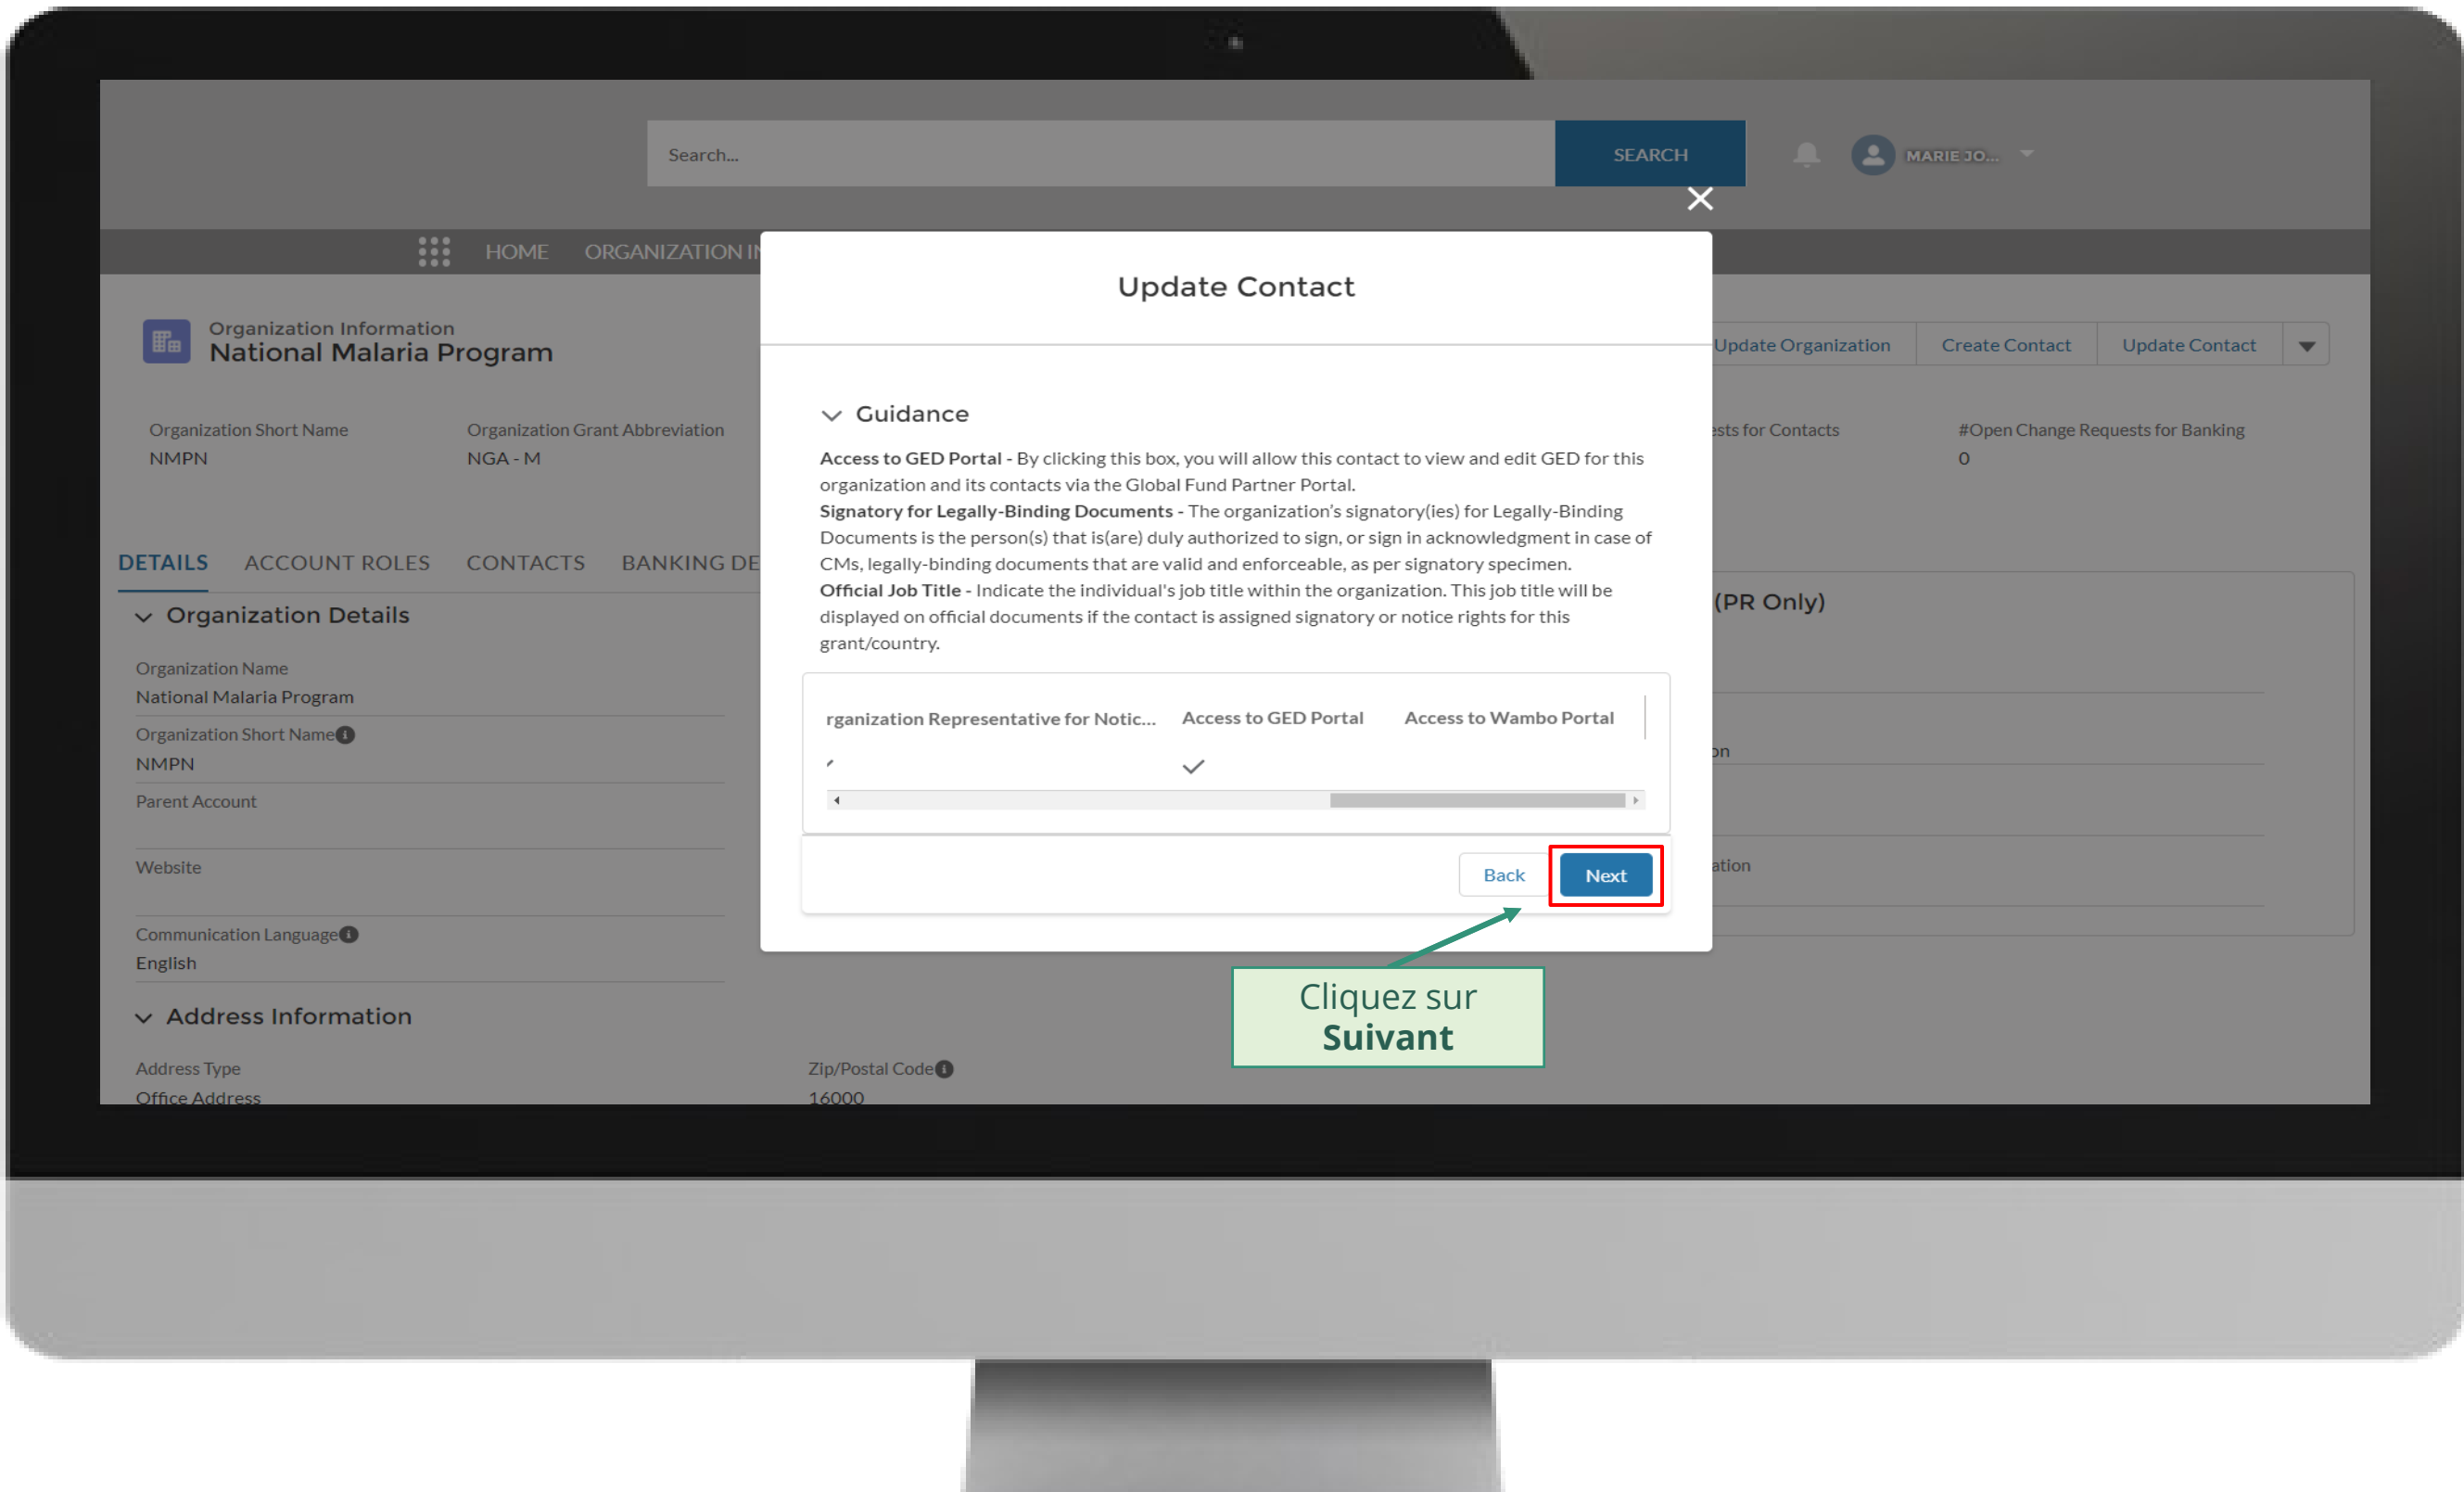 Search...
SEARCH
MARIE JO...
HOME
ORGANIZATION IN
Update Contact
Organization Information
National Malaria Program
Update Organization
Create Contact
Update Contact
Organization Short Name
NMPN
Organization Grant Abbreviation
NGA - M
ests for Contacts
#Open Change Requests for Banking
0
Guidance
Access to GED Portal - By clicking this box, you will allow this contact to view and edit GED for this
organization and its contacts via the Global Fund Partner Portal.
Signatory for Legally-Binding Documents - The organization's signatory(ies) for Legally-Binding
Documents is the person(s) that is(are) duly authorized to sign, or sign in acknowledgment in case of
CMs, legally-binding documents that are valid and enforceable, as per signatory specimen.
Official Job Title - Indicate the individual's job title within the organization. This job title will be
displayed on official documents if the contact is assigned signatory or notice rights for this
grant/country.
DETAILS
ACCOUNT ROLES
CONTACTS
BANKING DE
Organization Details
(PR Only)
Organization Name
National Malaria Program
Organization Short Name
NMPN
Parent Account
Website
Communication Language
English
rganization Representative for Notic...
Access to GED Portal
Access to Wambo Portal
on
ation
Back
Next
Cliquez sur
Suivant
Address Information
Address Type
Office Address
Zip/Postal Code
16000